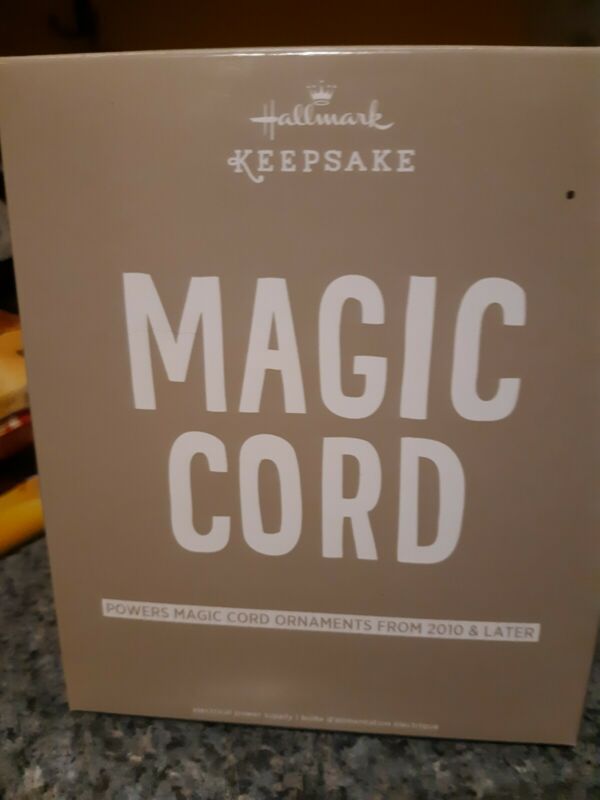 Hallmark
KEEPSAKE
MAGIC
CORD
POWERS MAGIC CORD ORNAMENTS FROM 2010 & LATER
electrical power supply | boîte d'alimentation électrique